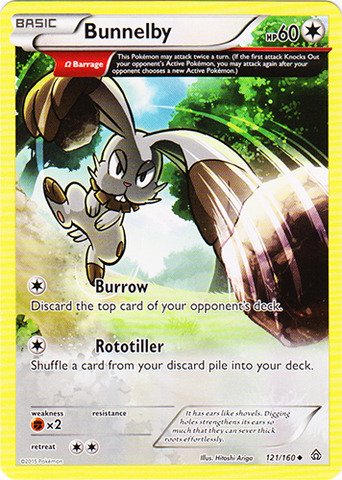 BASIC
Bunnelby
HP60
Ω Barrage
This Pokémon may attack twice a turn. (If the first attack Knocks Out
your opponent's Active Pokémon, you may attack again after your
opponent chooses a new Active Pokémon.)
Burrow
Discard the top card of your opponent's deck.
Rototiller
Shuffle a card from your discard pile into your deck.
weakness
×2
resistance
retreat
It has ears like shovels. Digging
holes strengthens its ears so
much that they can sever thick
roots effortlessly.
©2015 Pokémon
Illus. Hitoshi Ariga
121/160